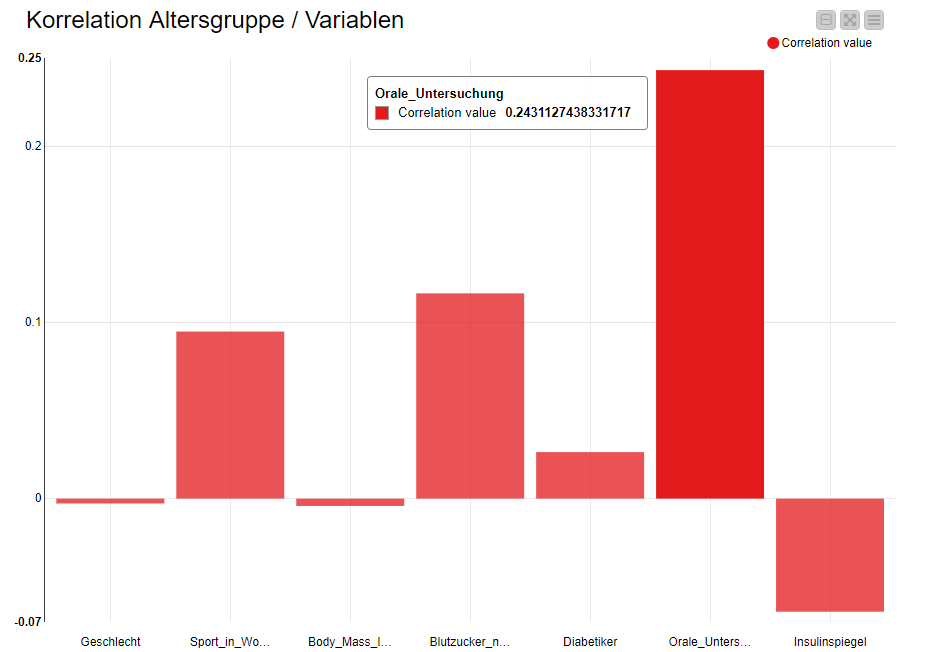 Korrelation Altersgruppe / Variablen
Correlation value
0.25
Orale_Untersuchung
Correlation value 0.2431127438331717
0.2
0.1
0
-0.07
Geschlecht Sport_in_Wo... Body_Mass_I... Blutzucker_n... Diabetiker Orale_Unters... Insulinspiegel